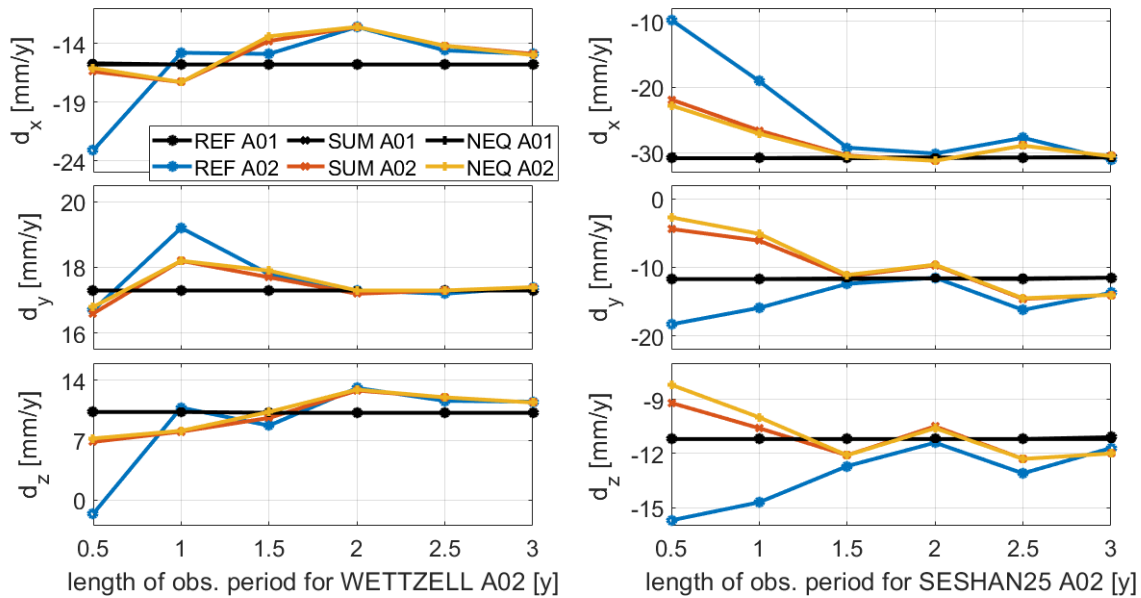 -14
-19
-24
d_x [mm/y]
REF A01 SUM A01 NEQ A01
REF A02 SUM A02 NEQ A02
20
18
16
d_y [mm/y]
14
7
0
d_z [mm/y]
0.5 1 1.5 2 2.5 3
length of obs. period for WETTZELL A02 [y]
-10
-20
-30
d_x [mm/y]
0
-10
-20
d_y [mm/y]
-9
-12
-15
d_z [mm/y]
0.5 1 1.5 2 2.5 3
length of obs. period for SESHAN25 A02 [y]